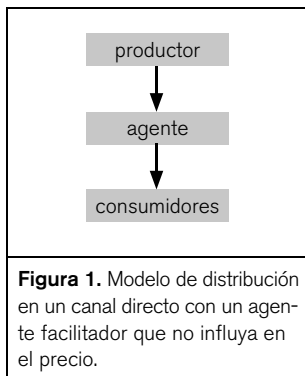 productor
agente
consumidores
Figura 1. Modelo de distribución
en un canal directo con un agen-
te facilitador que no influya en
el precio.